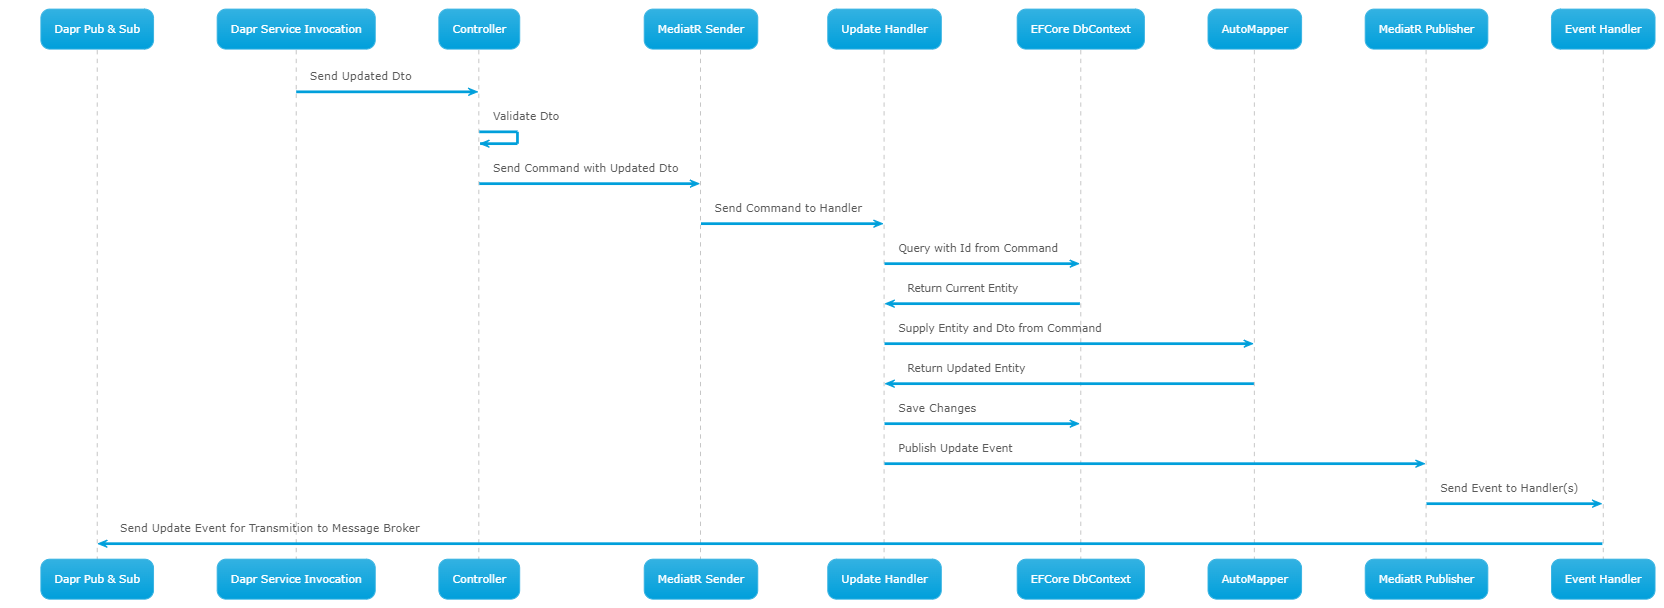 Dapr Pub & Sub
Dapr Service Invocation
Controller
MediatR Sender
Update Handler
EFCore DbContext
AutoMapper
MediatR Publisher
Event Handler
Send Updated Dto
Validate Dto
Send Command with Updated Dto
Send Command to Handler
Query with Id from Command
Return Current Entity
Supply Entity and Dto from Command
Return Updated Entity
Save Changes
Publish Update Event
Send Event to Handler(s)
Send Update Event for Transmition to Message Broker
Dapr Pub & Sub
Dapr Service Invocation
Controller
MediatR Sender
Update Handler
EFCore DbContext
AutoMapper
MediatR Publisher
Event Handler